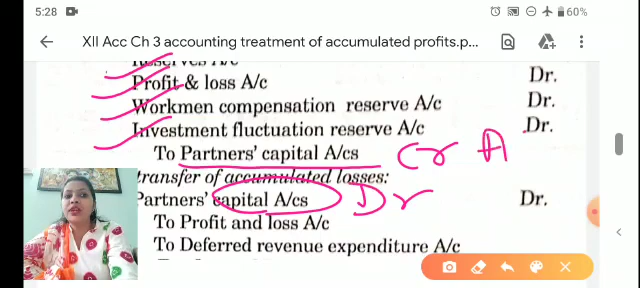 5:28 60%
XII Acc Ch 3 accounting treatment of accumulated profits.p...
Reserves A/c
Profit & loss A/c Dr.
Workmen compensation reserve A/c Dr.
Investment fluctuation reserve A/c Dr.
To Partners' capital A/cs Cr A
transfer of accumulated losses:
Partners' capital A/cs Dr Dr.
To Profit and loss A/c
To Deferred revenue expenditure A/c